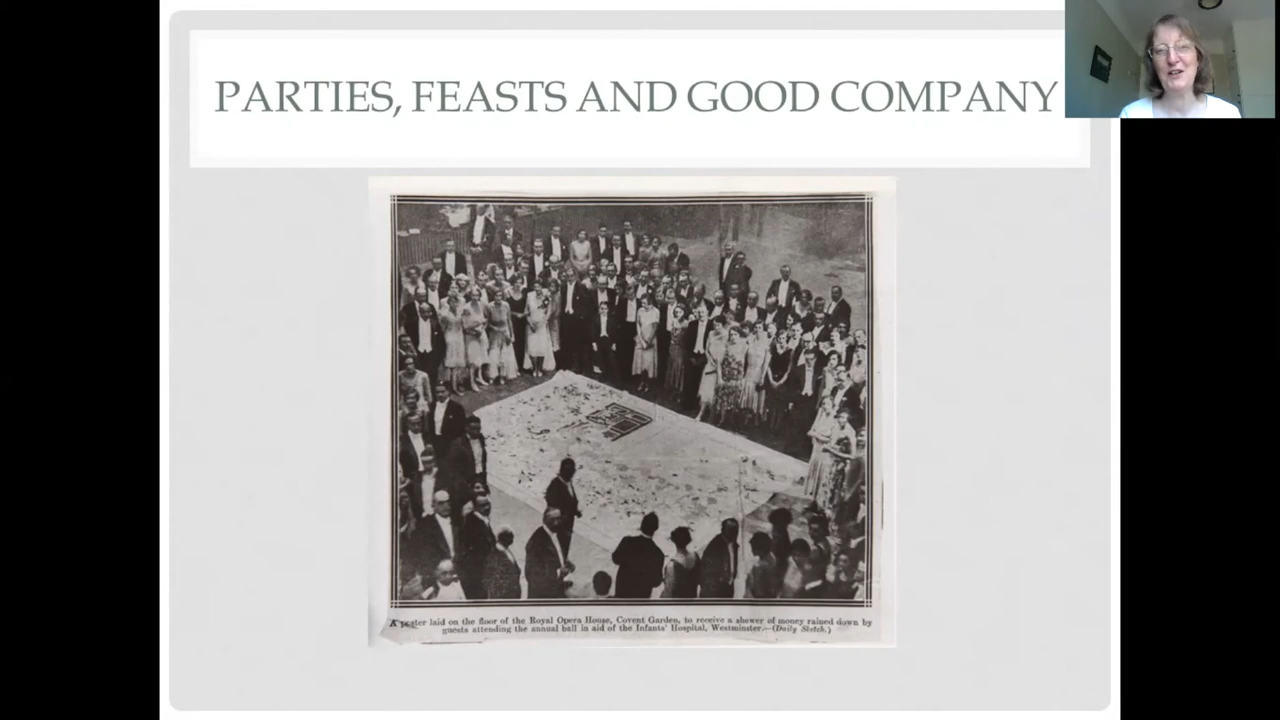 PARTIES, FEASTS AND GOOD COMPANY
A poster laid on the floor of the Royal Opera House, Covent Garden, to receive a shower of money rained down by
guests attending the annual ball in aid of the Infants' Hospital, Westminster.—(Daily Sketch.)